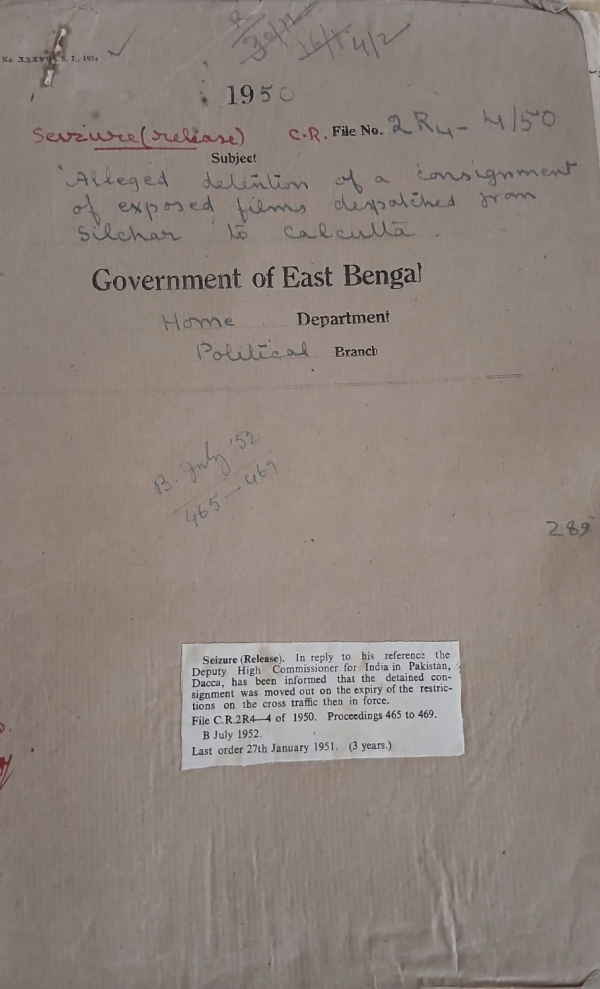 1950
Seizure (release) C.R. File No. 2R4-4/50
Subject
Alleged detention of a consignment
of exposed films despatched from
Silchar to Calcutta.
Government of East Bengal
Home Department
Political Branch
B. July '52
465-469
289
Seizure (Release). In reply to his reference the
Deputy High Commissioner for India in Pakistan,
Dacca, has been informed that the detained con-
signment was moved out on the expiry of the restric-
tions on the cross traffic then in force.
File C.R.2R4—4 of 1950. Proceedings 465 to 469.
B July 1952.
Last order 27th January 1951. (3 years.)